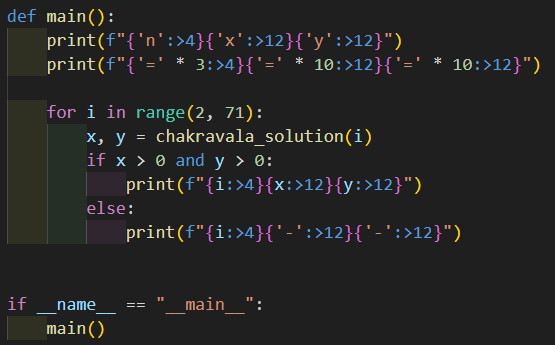 def main():
    print(f"{'n':>4}{'x':>12}{'y':>12}")
    print(f"{'=' * 3:>4}{'=' * 10:>12}{'=' * 10:>12}")

    for i in range(2, 71):
        x, y = chakravala_solution(i)
        if x > 0 and y > 0:
            print(f"{i:>4}{x:>12}{y:>12}")
        else:
            print(f"{i:>4}{'-':>12}{'-':>12}")


if __name__ == "__main__":
    main()